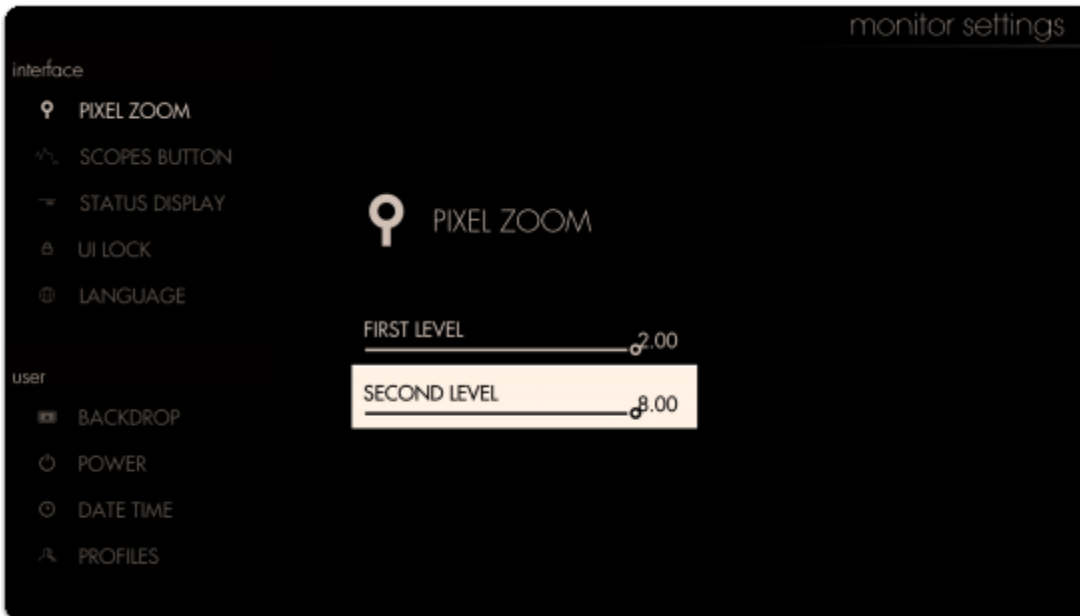 monitor settings
interface
PIXEL ZOOM
SCOPES BUTTON
STATUS DISPLAY
UI LOCK
LANGUAGE
user
BACKDROP
POWER
DATE TIME
PROFILES
PIXEL ZOOM
FIRST LEVEL 2.00
SECOND LEVEL 8.00